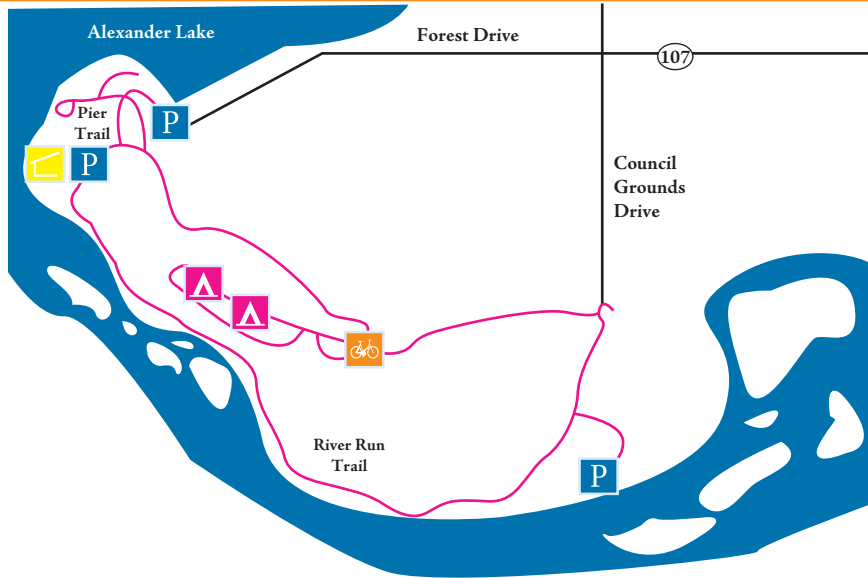 Alexander Lake
Forest Drive
107
Pier
Trail
P
P
Council
Grounds
Drive
River Run
Trail
P